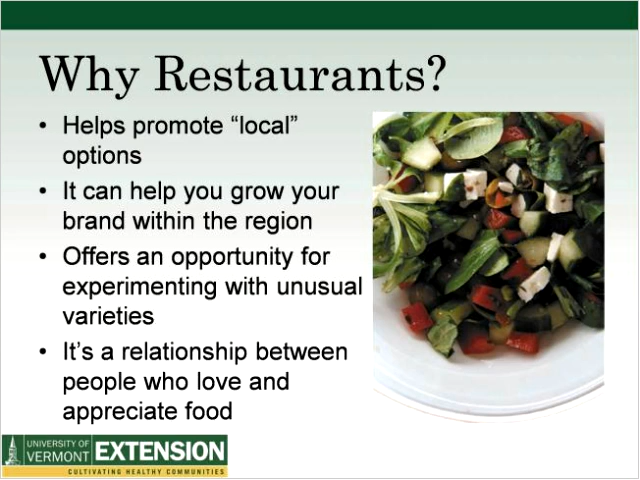 Why Restaurants?
• Helps promote “local”
options
• It can help you grow your
brand within the region
• Offers an opportunity for
experimenting with unusual
varieties
• It’s a relationship between
people who love and
appreciate food
UNIVERSITY OF
VERMONT EXTENSION
CULTIVATING HEALTHY COMMUNITIES